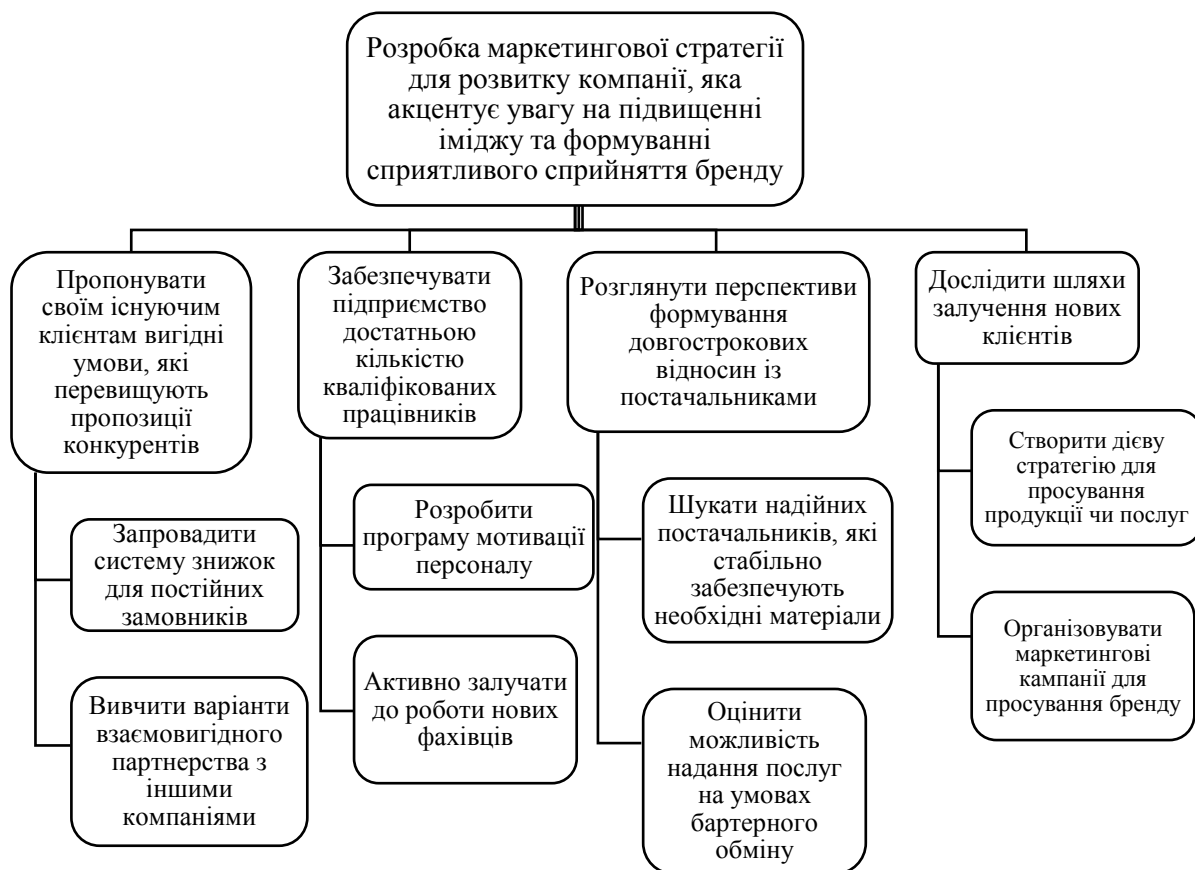 Розробка маркетингової стратегії
для розвитку компанії, яка
акцентує увагу на підвищенні
іміджу та формуванні
сприятливого сприйняття бренду
Пропонувати
своїм існуючим
клієнтам вигідні
умови, які
перевищують
пропозиції
конкурентів
Запровадити
систему знижок
для постійних
замовників
Вивчити варіанти
взаємовигідного
партнерства з
іншими
компаніями
Забезпечувати
підприємство
достатньою
кількістю
кваліфікованих
працівників
Розробити
програму мотивації
персоналу
Активно залучати
до роботи нових
фахівців
Розглянути перспективи
формування
довгострокових
відносин із
постачальниками
Шукати надійних
постачальників, які
стабільно
забезпечують
необхідні матеріали
Оцінити
можливість
надання послуг
на умовах
бартерного
обміну
Дослідити шляхи
залучення нових
клієнтів
Створити дієву
стратегію для
просування
продукції чи послуг
Організовувати
маркетингові
кампанії для
просування бренду